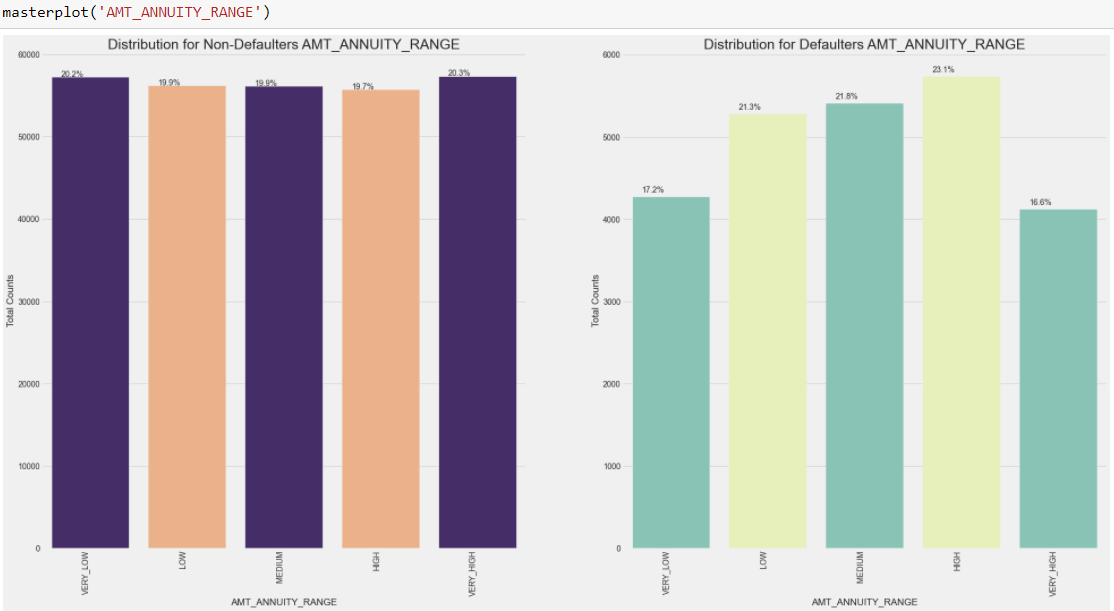 masterplot('AMT_ANNUITY_RANGE')
Distribution for Non-Defaulters AMT_ANNUITY_RANGE
60000
50000
40000
30000
20000
10000
0
Total Counts
20.2%
19.9%
19.9%
19.7%
20.3%
VERY_LOW
LOW
MEDIUM
HIGH
VERY_HIGH
AMT_ANNUITY_RANGE
Distribution for Defaulters AMT_ANNUITY_RANGE
6000
5000
4000
3000
2000
1000
0
Total Counts
17.2%
21.3%
21.8%
23.1%
16.6%
VERY_LOW
LOW
MEDIUM
HIGH
VERY_HIGH
AMT_ANNUITY_RANGE